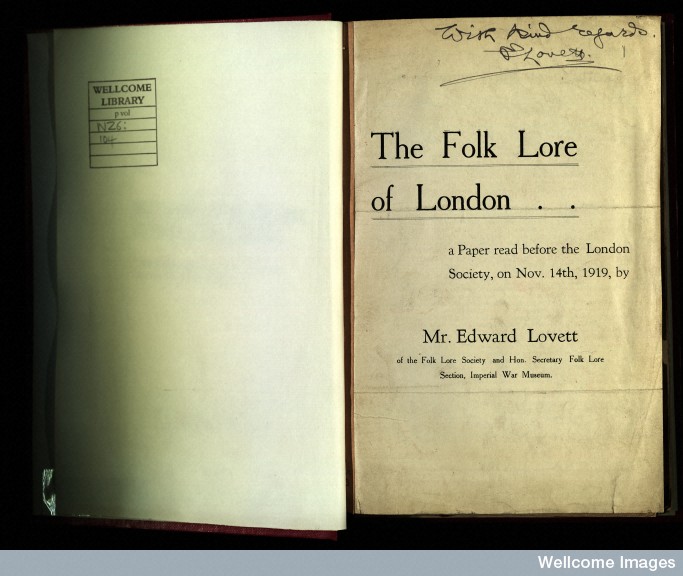 WELLCOME
LIBRARY
p vol
NZ6:
104
With kind regards.
E Lovett.
The Folk Lore
of London . .
a Paper read before the London
Society, on Nov. 14th, 1919, by
Mr. Edward Lovett
of the Folk Lore Society and Hon. Secretary Folk Lore
Section, Imperial War Museum.
Wellcome Images